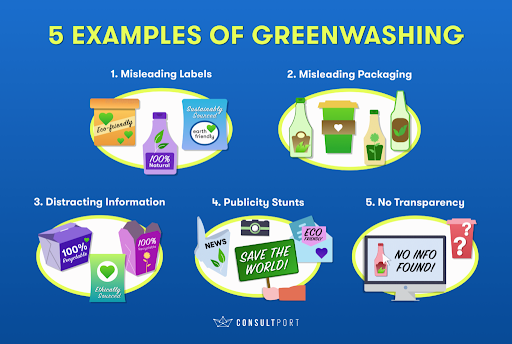 5 EXAMPLES OF GREENWASHING
1. Misleading Labels
Eco-friendly
100%
Natural
Sustainably
Sourced
earth
friendly
2. Misleading Packaging
3. Distracting Information
100%
Recyclable
100%
Recyclable
Ethically
Sourced
4. Publicity Stunts
NEWS
SAVE THE
WORLD!
ECO
FRIENDLY
5. No Transparency
NO INFO
FOUND!
?
?
CONSULTPORT